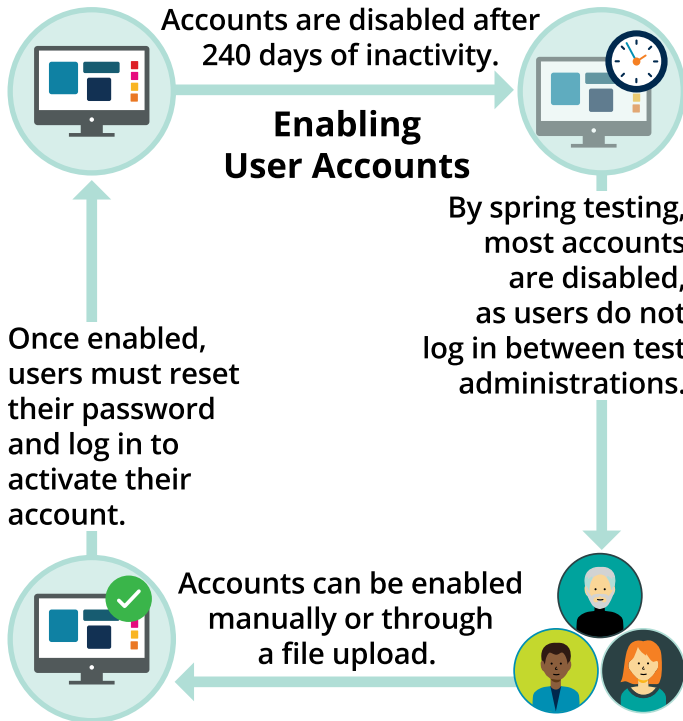 Accounts are disabled after
240 days of inactivity.
Enabling
User Accounts
By spring testing,
most accounts
are disabled,
as users do not
log in between test
administrations.
Accounts can be enabled
manually or through
a file upload.
Once enabled,
users must reset
their password
and log in to
activate their
account.